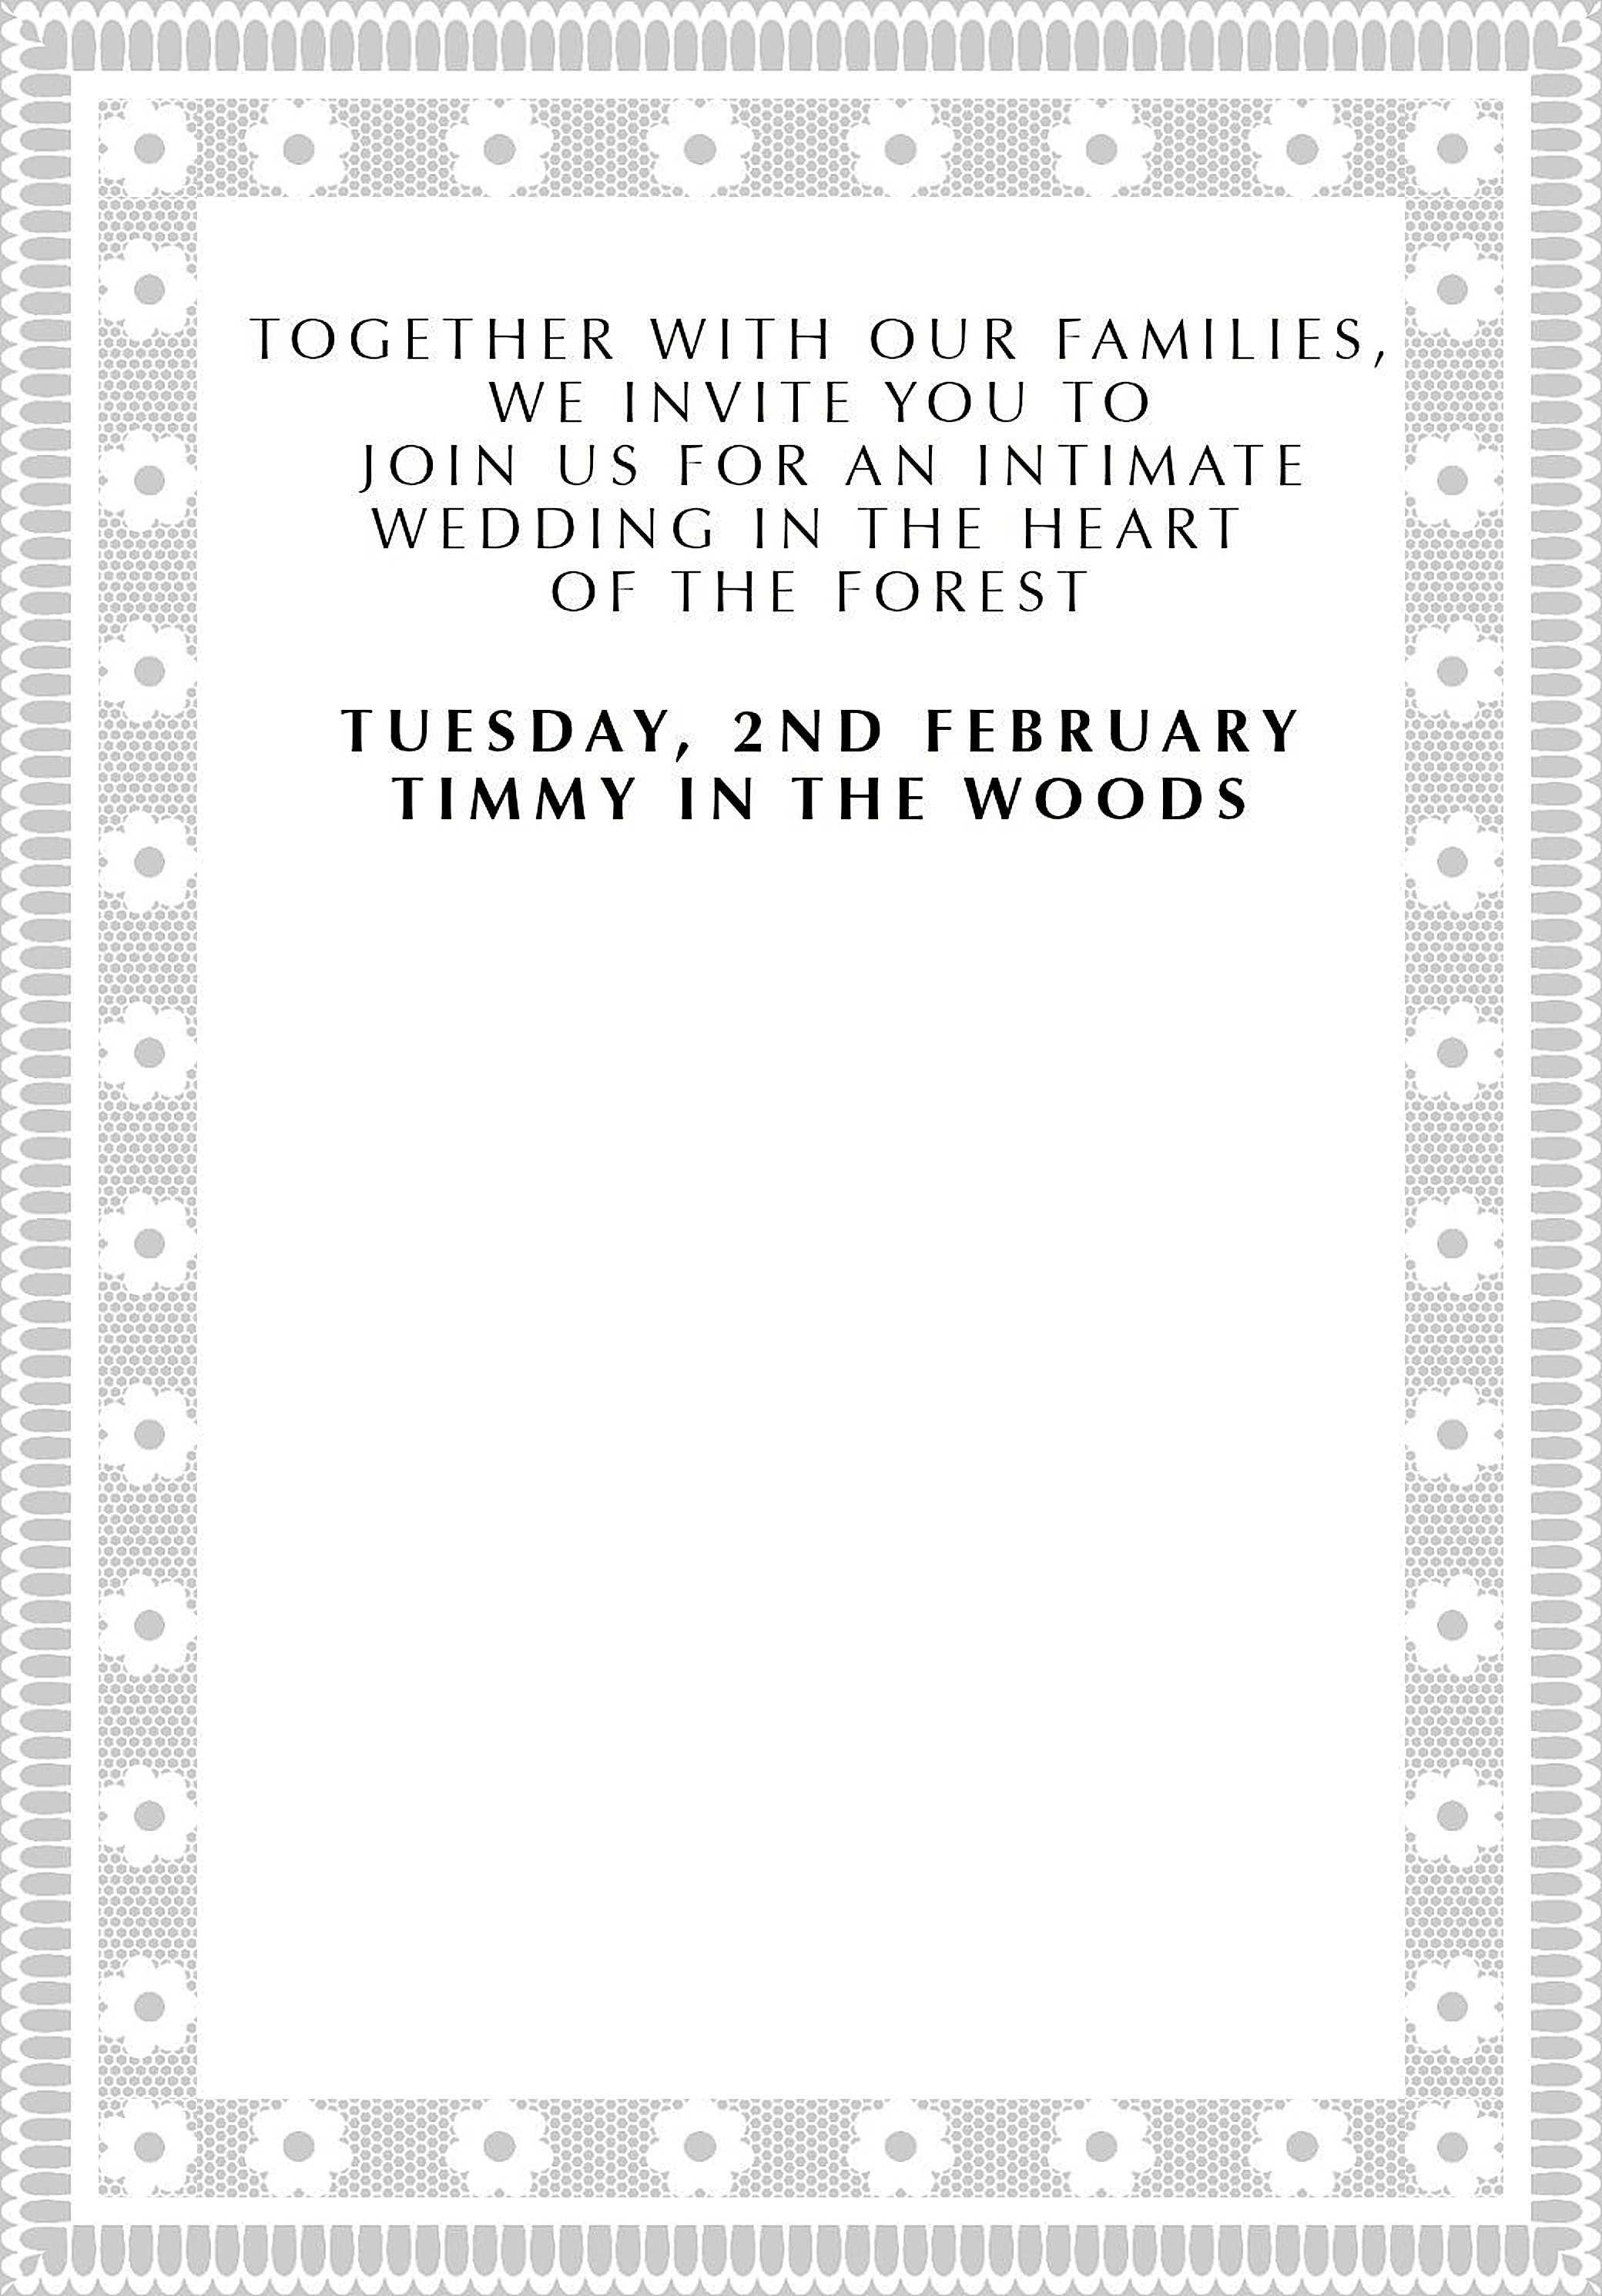 TOGETHER WITH OUR FAMILIES,
WE INVITE YOU TO
JOIN US FOR AN INTIMATE
WEDDING IN THE HEART
OF THE FOREST
TUESDAY, 2ND FEBRUARY
TIMMY IN THE WOODS